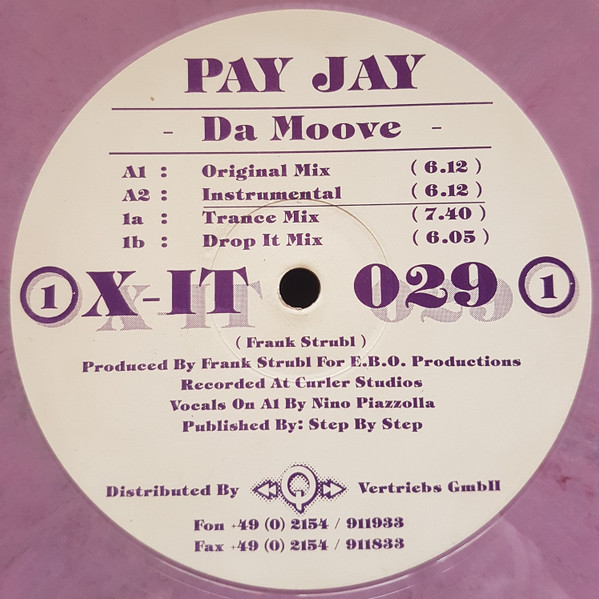 PAY JAY
- Da Moove -
A1 : Original Mix ( 6.12 )
A2 : Instrumental ( 6.12 )
1a : Trance Mix ( 7.40 )
1b : Drop It Mix ( 6.05 )
1 X-IT 029 1
( Frank Strubl )
Produced By Frank Strubl For E.B.O. Productions
Recorded At Curler Studios
Vocals On A1 By Nino Piazzolla
Published By: Step By Step
Distributed By Q Vertriebs GmbH
Fon +49 (0) 2154 / 911933
Fax +49 (0) 2154 / 911833